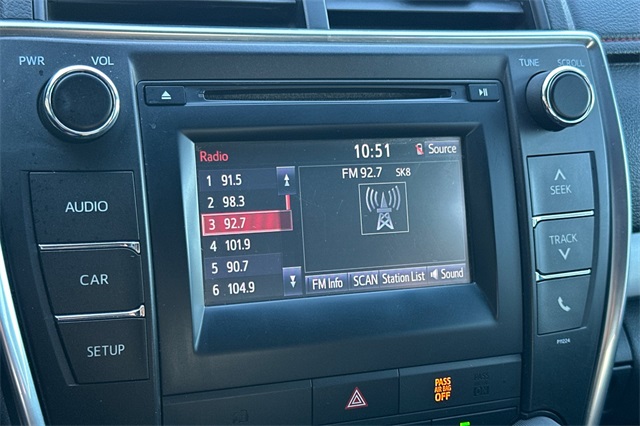 PWR VOL TUNE SCROLL
Radio 10:51 Source
FM 92.7 SK8
1 91.5
2 98.3
3 92.7
4 101.9
5 90.7
6 104.9
FM Info SCAN Station List Sound
AUDIO
CAR
SETUP
SEEK
TRACK
PASS
AIR BAG
OFF